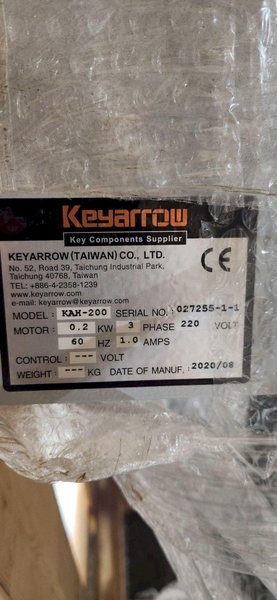 Keyarrow
Key Components Supplier
KEYARROW (TAIWAN) CO., LTD.
No. 52, Road 39, Taichung Industrial Park,
Taichung 40768, Taiwan
TEL: +886-4-2358-1239
www.keyarrow.com
e-mail: keyarrow@keyarrow.com
CE
MODEL: KAH-200 SERIAL NO.: 027255-1-1
MOTOR: 0.2 KW 3 PHASE 220 VOLT
60 HZ 1.0 AMPS
CONTROL: --- VOLT
WEIGHT: --- KG DATE OF MANUF.: 2020/08